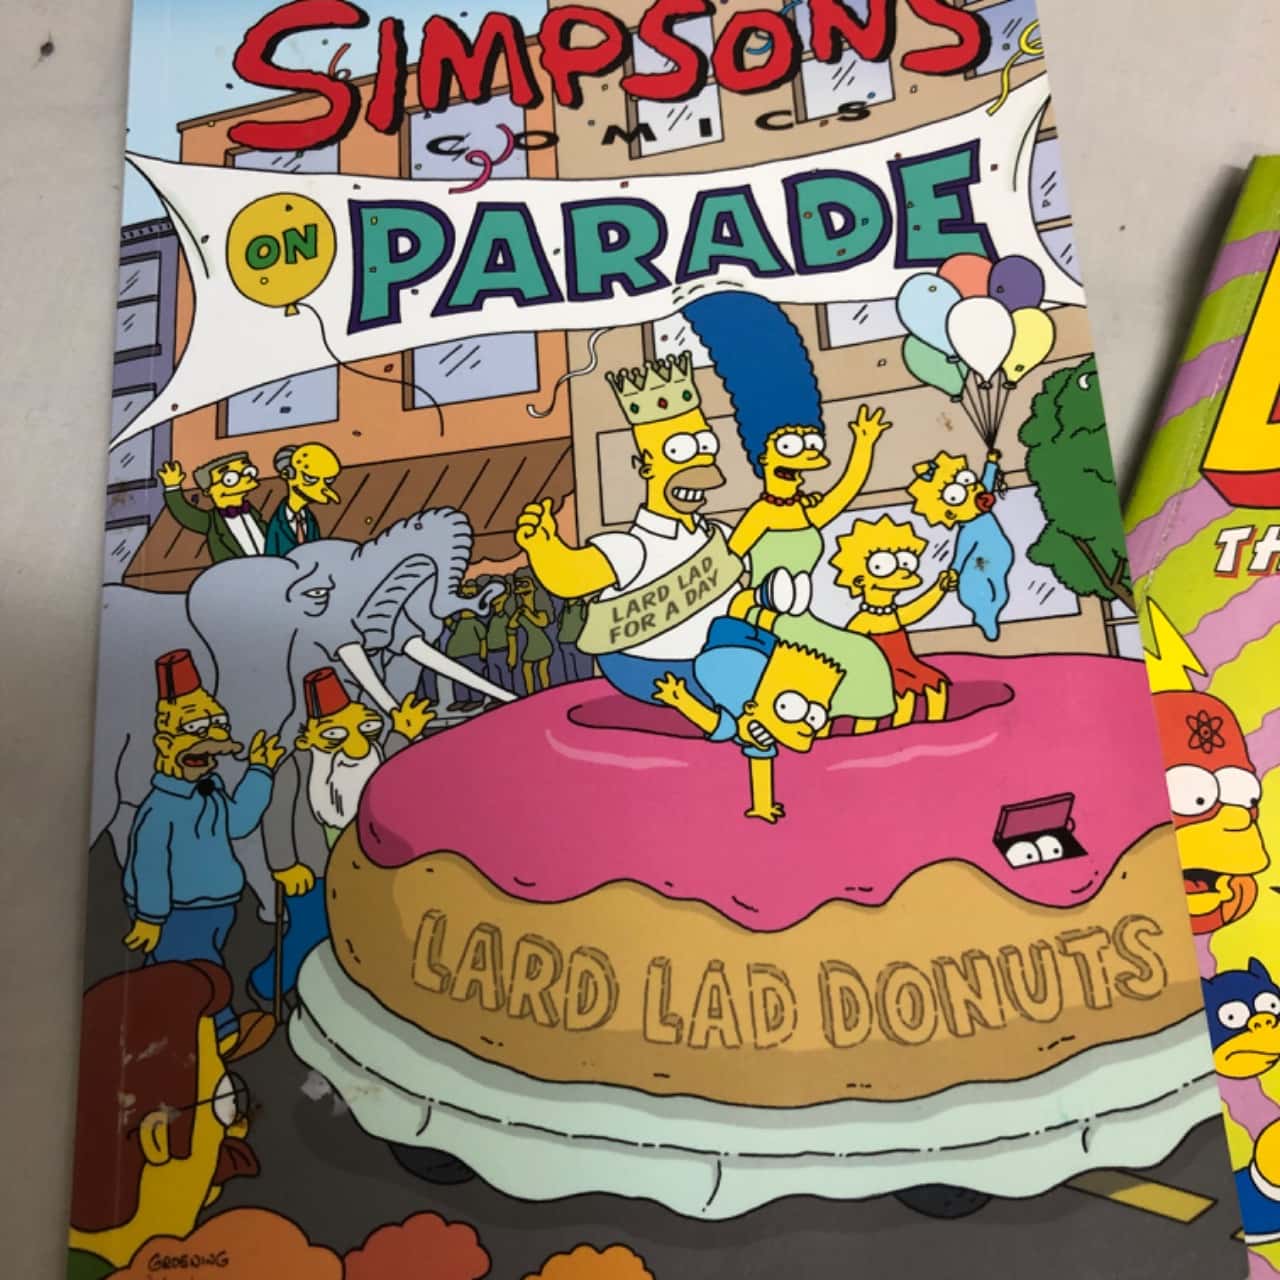 SIMPSONS
COMICS
ON PARADE
LARD LAD
FOR A DAY
LARD LAD DONUTS
GROENING
TH